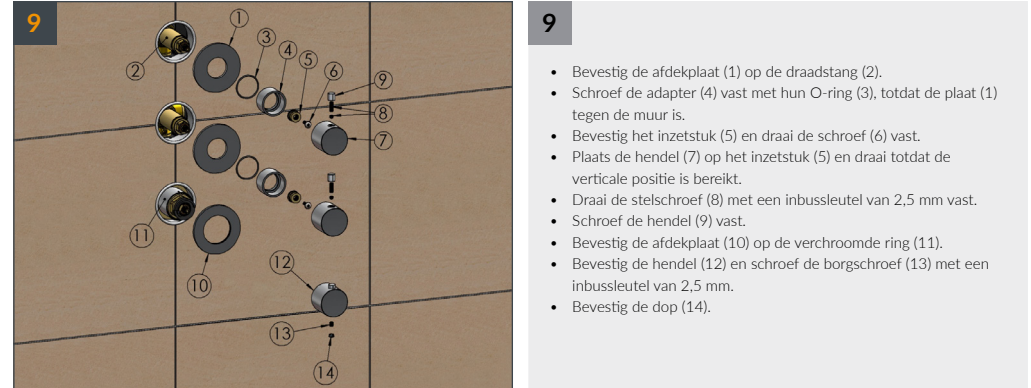 9
1
2
3
4
5
6
9
8
7
11
10
12
13
14
9
• Bevestig de afdekplaat (1) op de draadstang (2).
• Schroef de adapter (4) vast met hun O-ring (3), totdat de plaat (1)
tegen de muur is.
• Bevestig het inzetstuk (5) en draai de schroef (6) vast.
• Plaats de hendel (7) op het inzetstuk (5) en draai totdat de
verticale positie is bereikt.
• Draai de stelschroef (8) met een inbussleutel van 2,5 mm vast.
• Schroef de hendel (9) vast.
• Bevestig de afdekplaat (10) op de verchroomde ring (11).
• Bevestig de hendel (12) en schroef de borgschroef (13) met een
inbussleutel van 2,5 mm.
• Bevestig de dop (14).